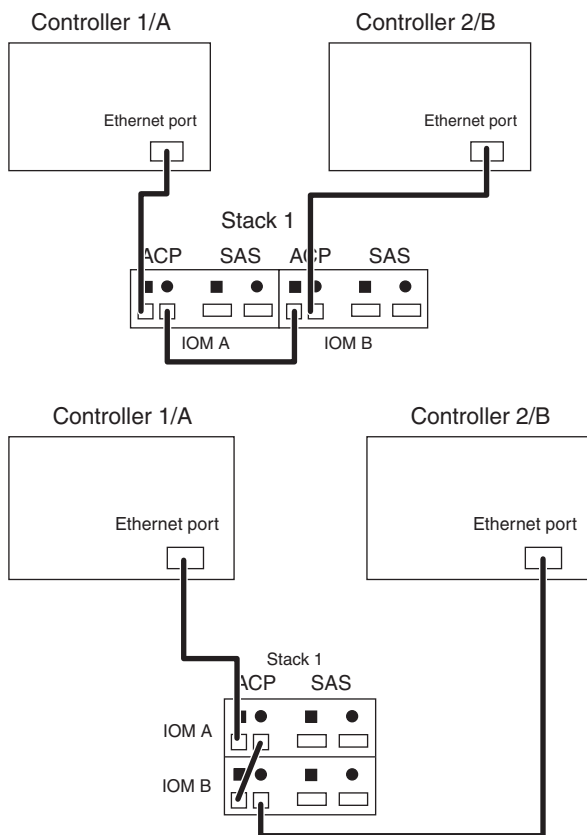 Controller 1/A
Controller 2/B
Ethernet port
Ethernet port
Stack 1
ACP SAS ACP SAS
IOM A IOM B
Controller 1/A
Controller 2/B
Ethernet port
Ethernet port
Stack 1
ACP SAS
IOM A
IOM B